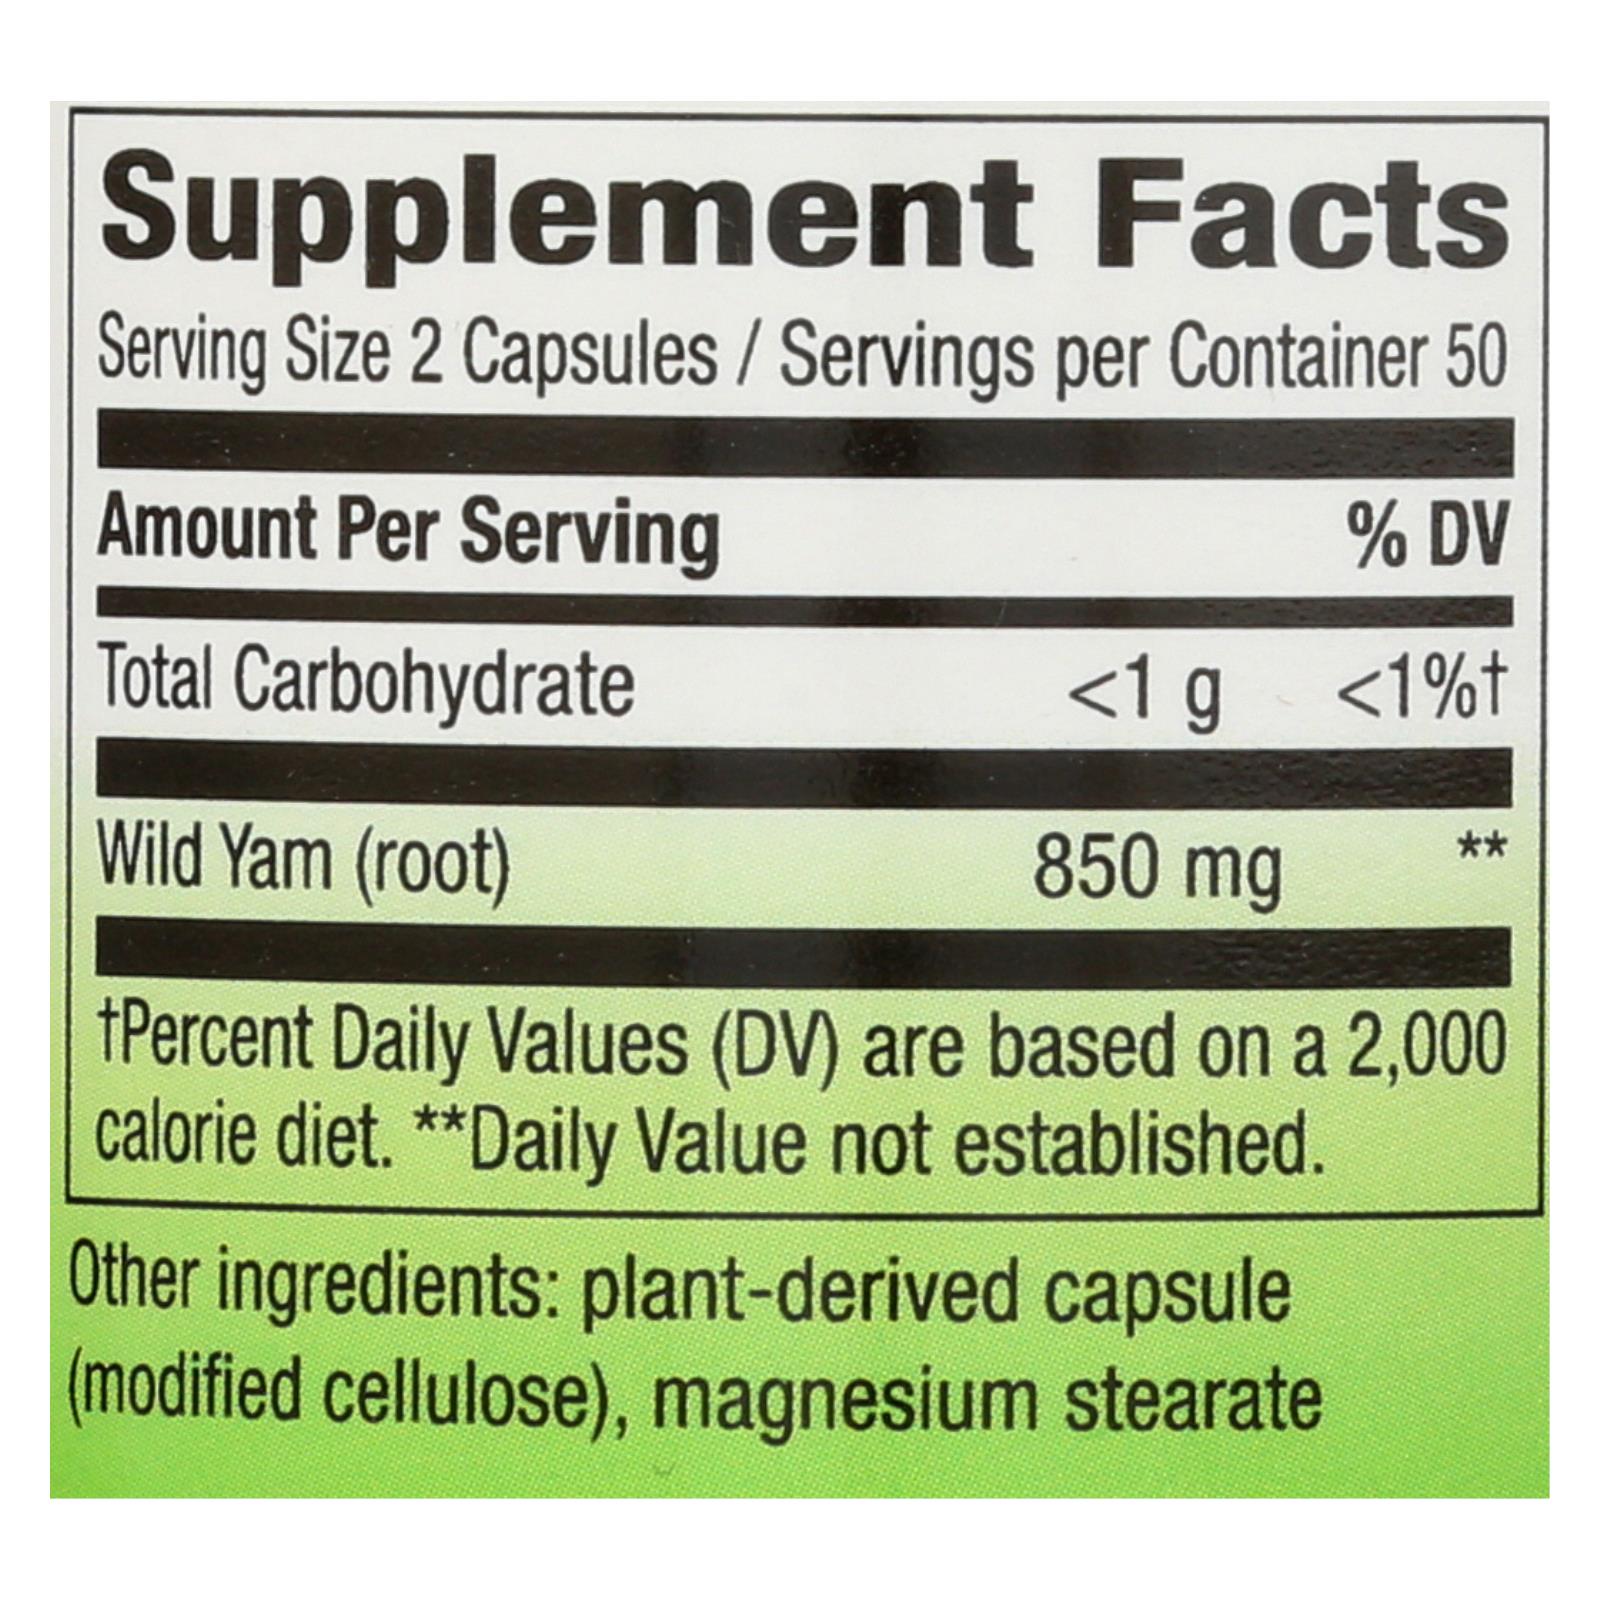 Supplement Facts
Serving Size 2 Capsules / Servings per Container 50
Amount Per Serving % DV
Total Carbohydrate <1 g <1%†
Wild Yam (root) 850 mg **
†Percent Daily Values (DV) are based on a 2,000
calorie diet. **Daily Value not established.
Other ingredients: plant-derived capsule
(modified cellulose), magnesium stearate